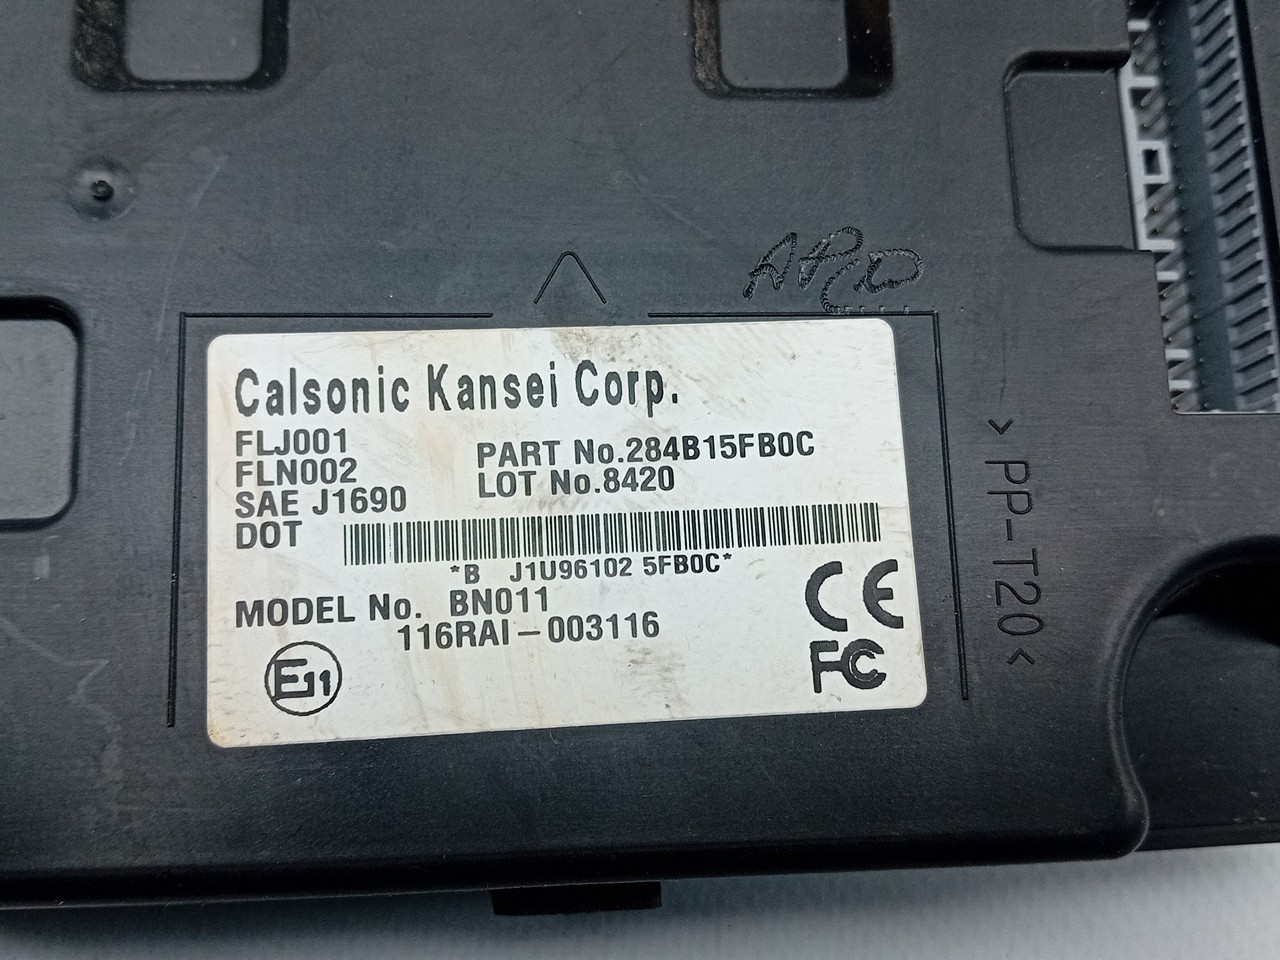 Calsonic Kansei Corp.
FLJ001
FLN002
SAE J1690
DOT
PART No.284B15FB0C
LOT No.8420
*B J1U96102 5FB0C*
MODEL No. BN011
116RAI-003116
E11
CE
FC
>PP-T20<